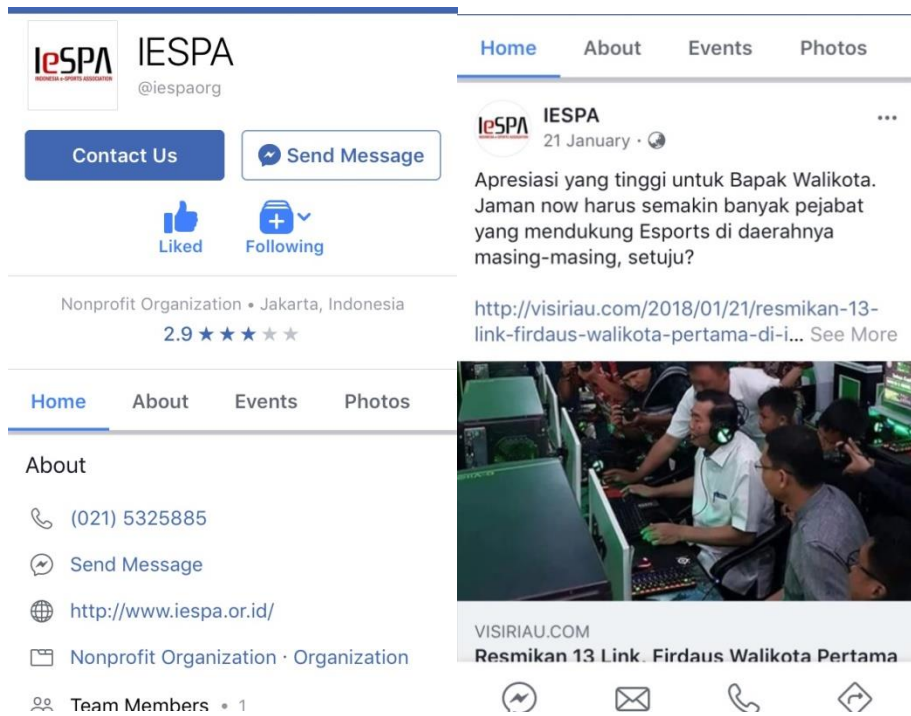 IeSPA
INDONESIA e-SPORTS ASSOCIATION
IESPA
@iespaorg
Contact Us
Send Message
Liked
Following
Nonprofit Organization • Jakarta, Indonesia
2.9 ★★★★★
Home About Events Photos
About
(021) 5325885
Send Message
http://www.iespa.or.id/
Nonprofit Organization · Organization
Team Members • 1
Home About Events Photos
IeSPA
IESPA
21 January ·
Apresiasi yang tinggi untuk Bapak Walikota.
Jaman now harus semakin banyak pejabat
yang mendukung Esports di daerahnya
masing-masing, setuju?
http://visiriau.com/2018/01/21/resmikan-13-
link-firdaus-walikota-pertama-di-i... See More
VISIRIAU.COM
Resmikan 13 Link, Firdaus Walikota Pertama